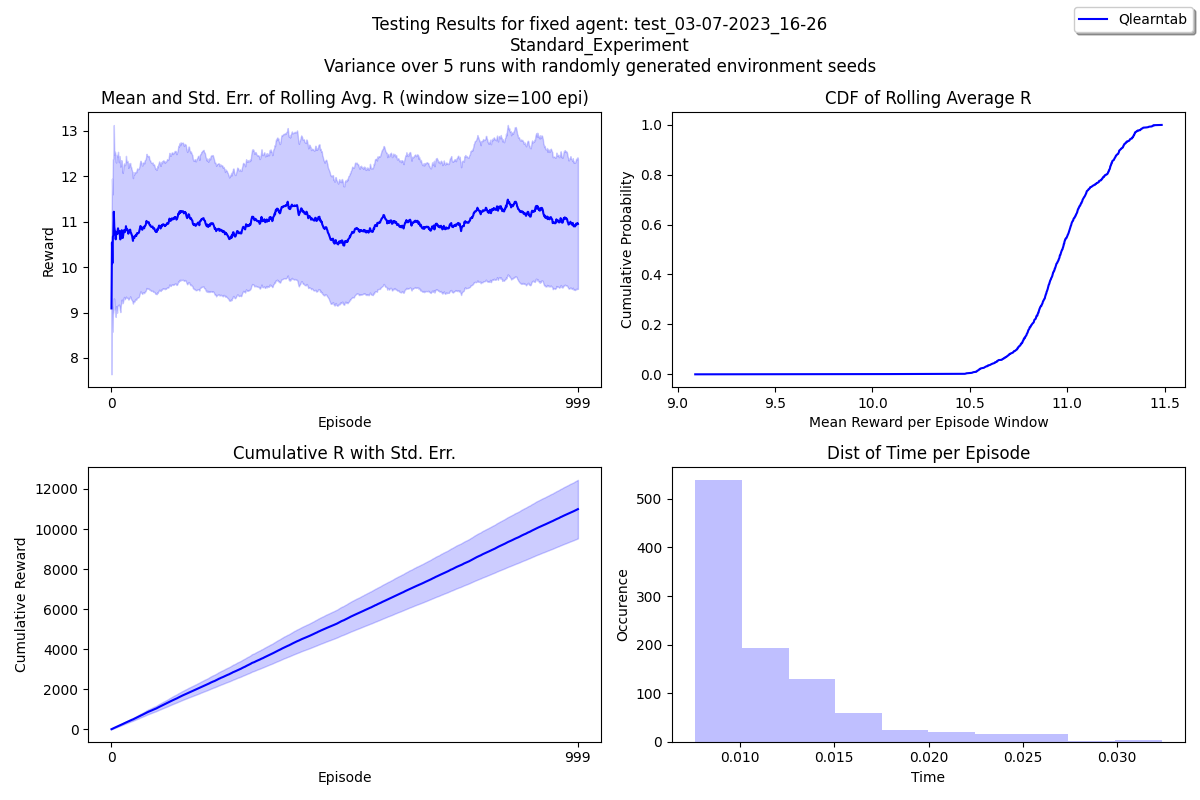 Testing Results for fixed agent: test_03-07-2023_16-26
Standard_Experiment
Variance over 5 runs with randomly generated environment seeds
Qlearntab
Mean and Std. Err. of Rolling Avg. R (window size=100 epi)
13
12
11
10
9
8
Reward
0
999
Episode
CDF of Rolling Average R
1.0
0.8
0.6
0.4
0.2
0.0
Cumulative Probability
9.0
9.5
10.0
10.5
11.0
11.5
Mean Reward per Episode Window
Cumulative R with Std. Err.
12000
10000
8000
6000
4000
2000
0
Cumulative Reward
0
999
Episode
Dist of Time per Episode
500
400
300
200
100
0
Occurence
0.010
0.015
0.020
0.025
0.030
Time